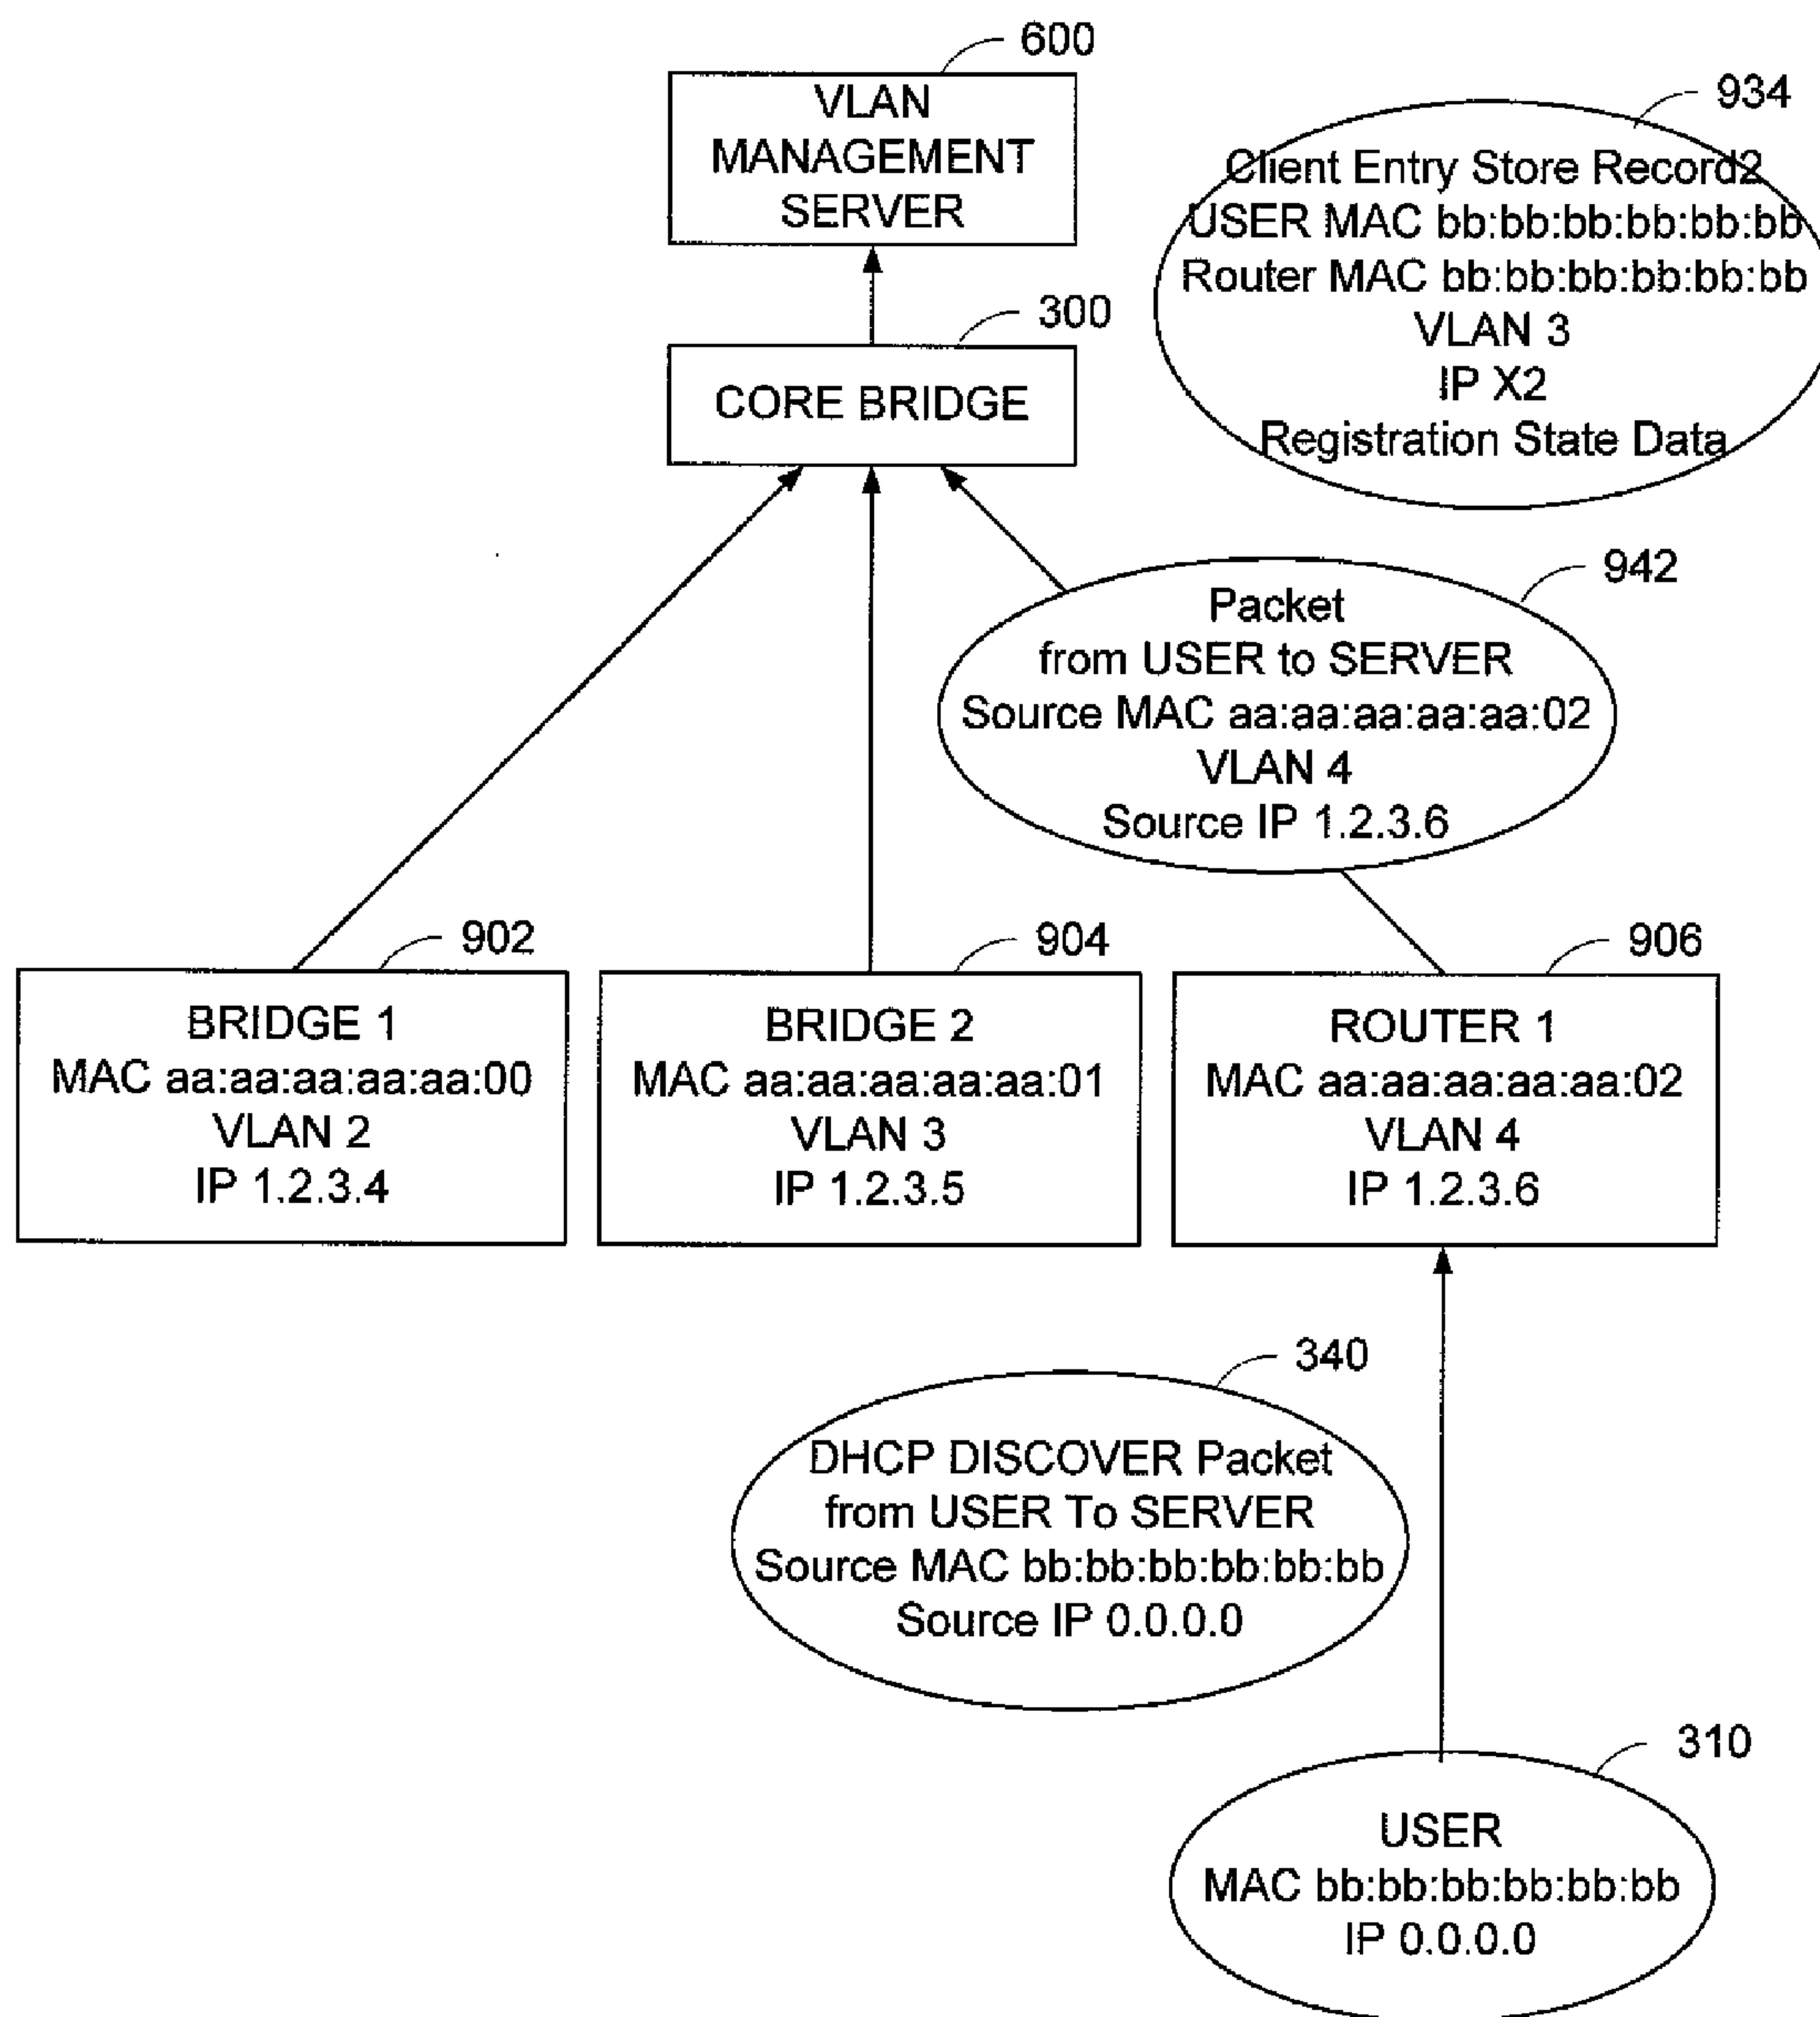 600
VLAN
MANAGEMENT
SERVER
934
Client Entry Store Record2
USER MAC bb:bb:bb:bb:bb:bb
Router MAC bb:bb:bb:bb:bb:bb
VLAN 3
IP X2
Registration State Data
300
CORE BRIDGE
942
Packet
from USER to SERVER
Source MAC aa:aa:aa:aa:aa:02
VLAN 4
Source IP 1.2.3.6
902
BRIDGE 1
MAC aa:aa:aa:aa:aa:00
VLAN 2
IP 1.2.3.4
904
BRIDGE 2
MAC aa:aa:aa:aa:aa:01
VLAN 3
IP 1.2.3.5
906
ROUTER 1
MAC aa:aa:aa:aa:aa:02
VLAN 4
IP 1.2.3.6
340
DHCP DISCOVER Packet
from USER To SERVER
Source MAC bb:bb:bb:bb:bb:bb
Source IP 0.0.0.0
310
USER
MAC bb:bb:bb:bb:bb:bb
IP 0.0.0.0